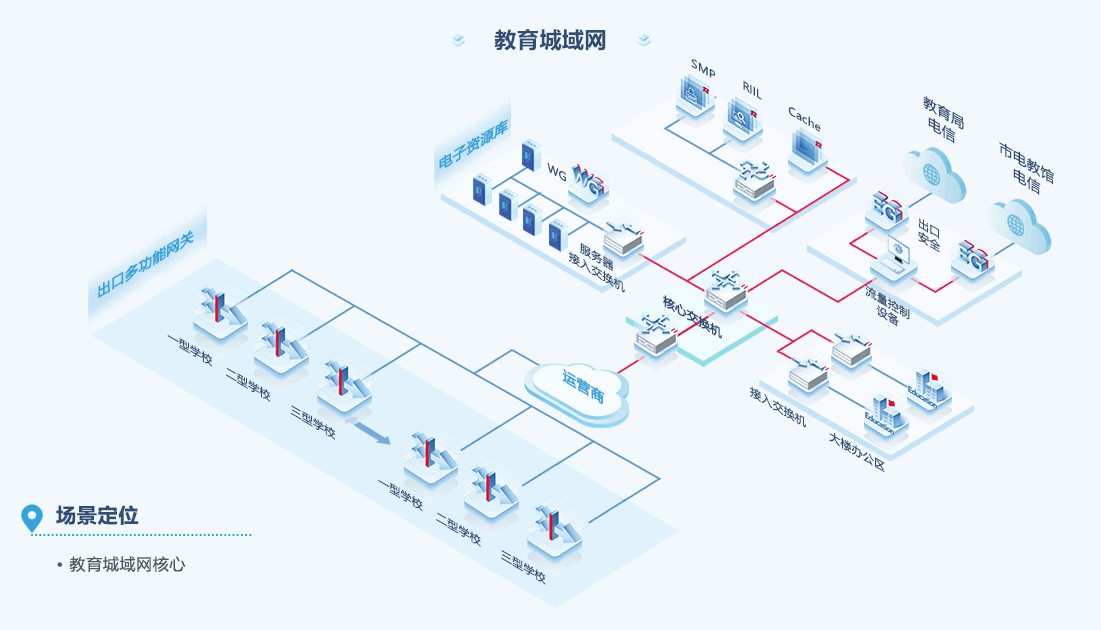 教育城域网
SMP
RIIL
Cache
教育局
电信
市电教馆
电信
电子资源库
WG
WG
服务器
接入交换机
EG
出口
安全
EG
流量控制
设备
出口多功能网关
核心交换机
运营商
一型学校
二型学校
三型学校
接入交换机
Education
Education
大楼办公区
一型学校
二型学校
三型学校
场景定位
• 教育城域网核心